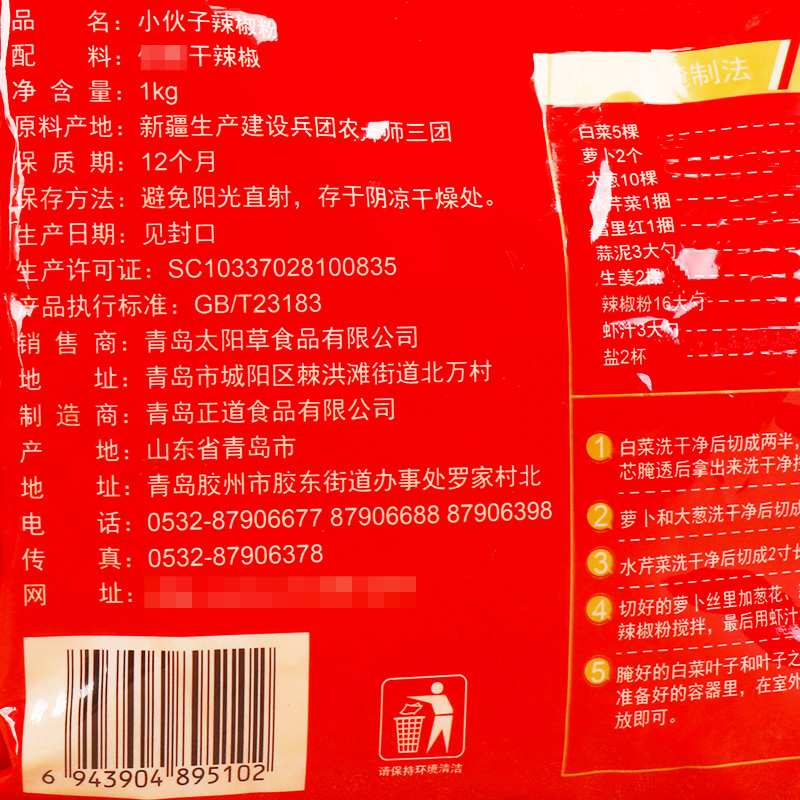 品 名：小伙子辣椒粉
配 料：干辣椒
净含量：1kg
原料产地：新疆生产建设兵团农师三团
保质期：12个月
保存方法：避免阳光直射，存于阴凉干燥处。
生产日期：见封口
生产许可证：SC10337028100835
产品执行标准：GB/T23183
销售商：青岛太阳草食品有限公司
地 址：青岛市城阳区棘洪滩街道北万村
制造商：青岛正道食品有限公司
产 地：山东省青岛市
地 址：青岛胶州市胶东街道办事处罗家村北
电 话：0532-87906677 87906688 87906398
传 真：0532-87906378
网 址：
6 943904 895102
请保持环境清洁
腌制法
白菜5棵
萝卜2个
大葱10棵
水芹菜1捆
雪里红1捆
蒜泥3大勺
生姜2棵
辣椒粉16大勺
虾汁3大勺
盐2杯
1 白菜洗干净后切成两半，
芯腌透后拿出来洗干净
2 萝卜和大葱洗干净后切成
3 水芹菜洗干净后切成2寸长
4 切好的萝卜丝里加葱花、
辣椒粉搅拌，最后用虾汁
5 腌好的白菜叶子和叶子之
准备好的容器里，在室外
放即可。